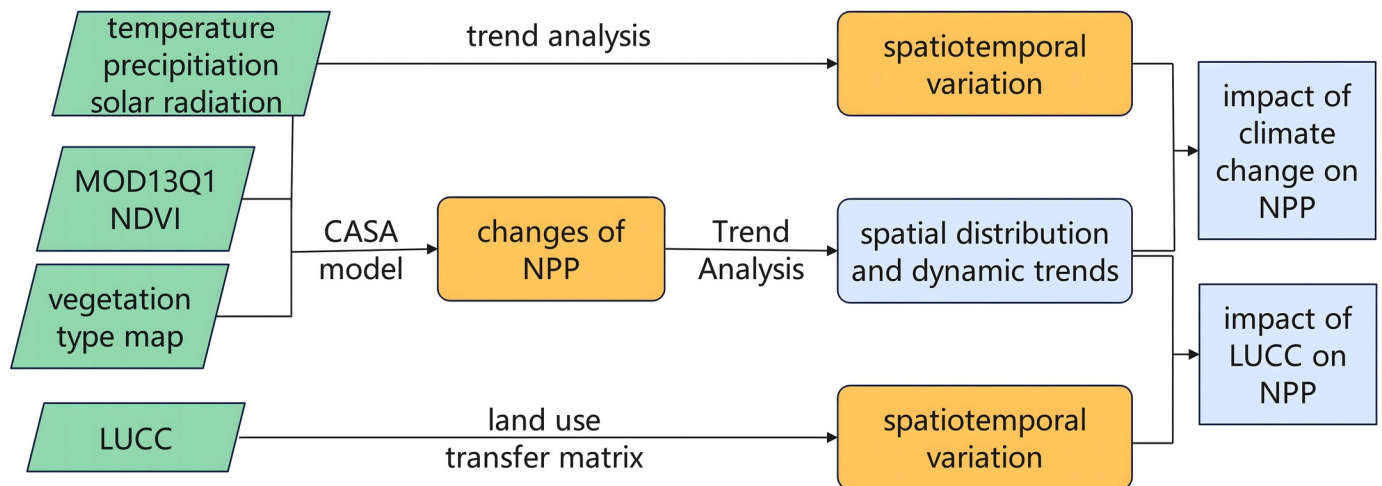 temperature
precipitiation
solar radiation
trend analysis
spatiotemporal
variation
impact of
climate
change on
NPP
MOD13Q1
NDVI
CASA
model
changes of
NPP
Trend
Analysis
spatial distribution
and dynamic trends
vegetation
type map
impact of
LUCC on
NPP
LUCC
land use
transfer matrix
spatiotemporal
variation